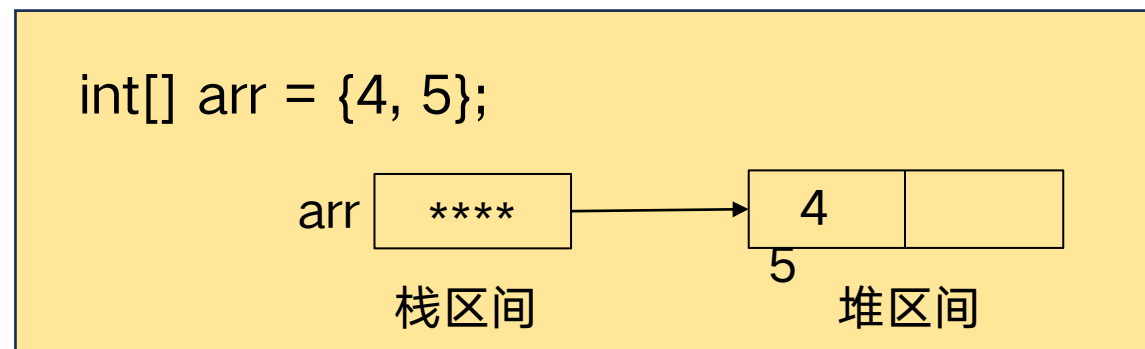 int[] arr = {4, 5};
arr **** 4
5
栈区间 堆区间